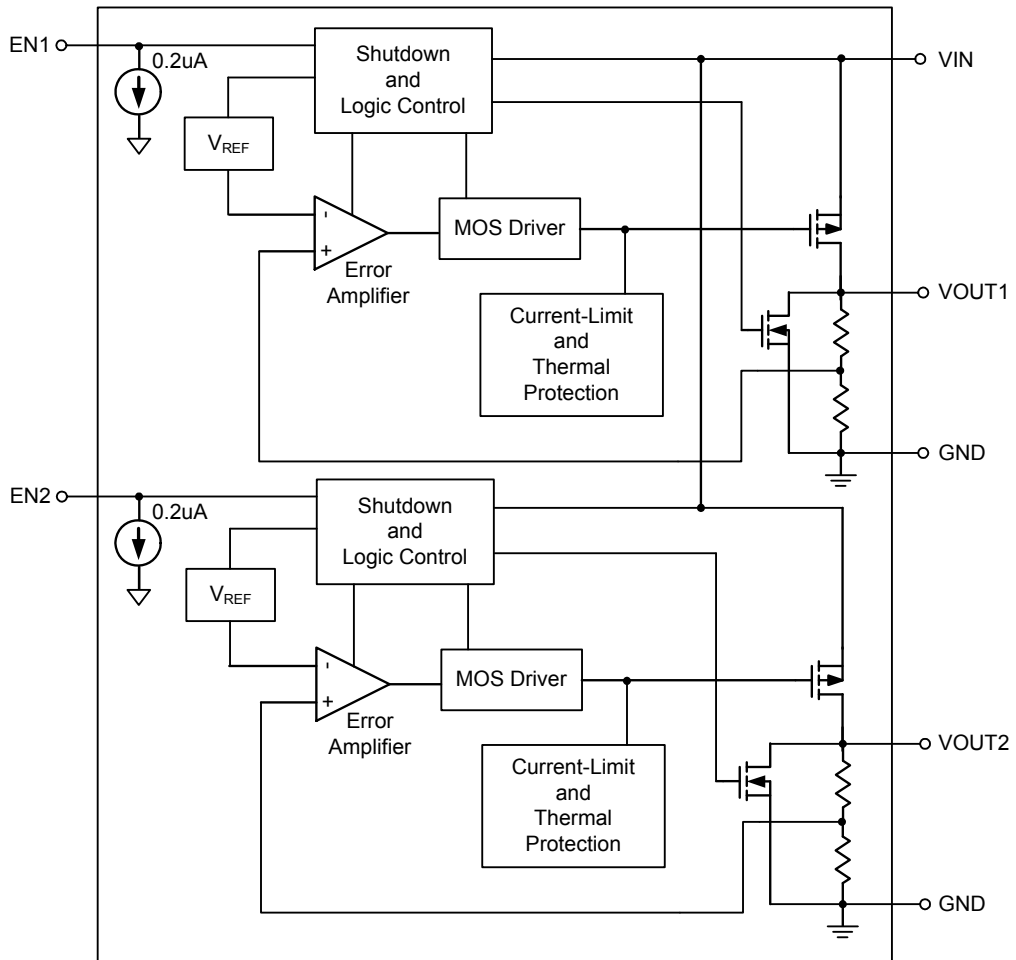 EN1
0.2uA
Shutdown
and
Logic Control
VIN
VREF
-
+
Error
Amplifier
MOS Driver
Current-Limit
and
Thermal
Protection
VOUT1
GND
EN2
0.2uA
Shutdown
and
Logic Control
VREF
-
+
Error
Amplifier
MOS Driver
Current-Limit
and
Thermal
Protection
VOUT2
GND